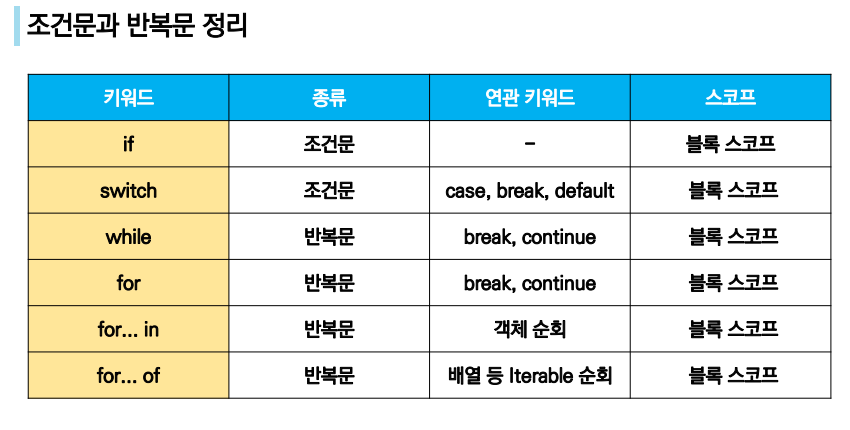 조건문과 반복문 정리
키워드 종류 연관 키워드 스코프
if 조건문 - 블록 스코프
switch 조건문 case, break, default 블록 스코프
while 반복문 break, continue 블록 스코프
for 반복문 break, continue 블록 스코프
for... in 반복문 객체 순회 블록 스코프
for... of 반복문 배열 등 Iterable 순회 블록 스코프